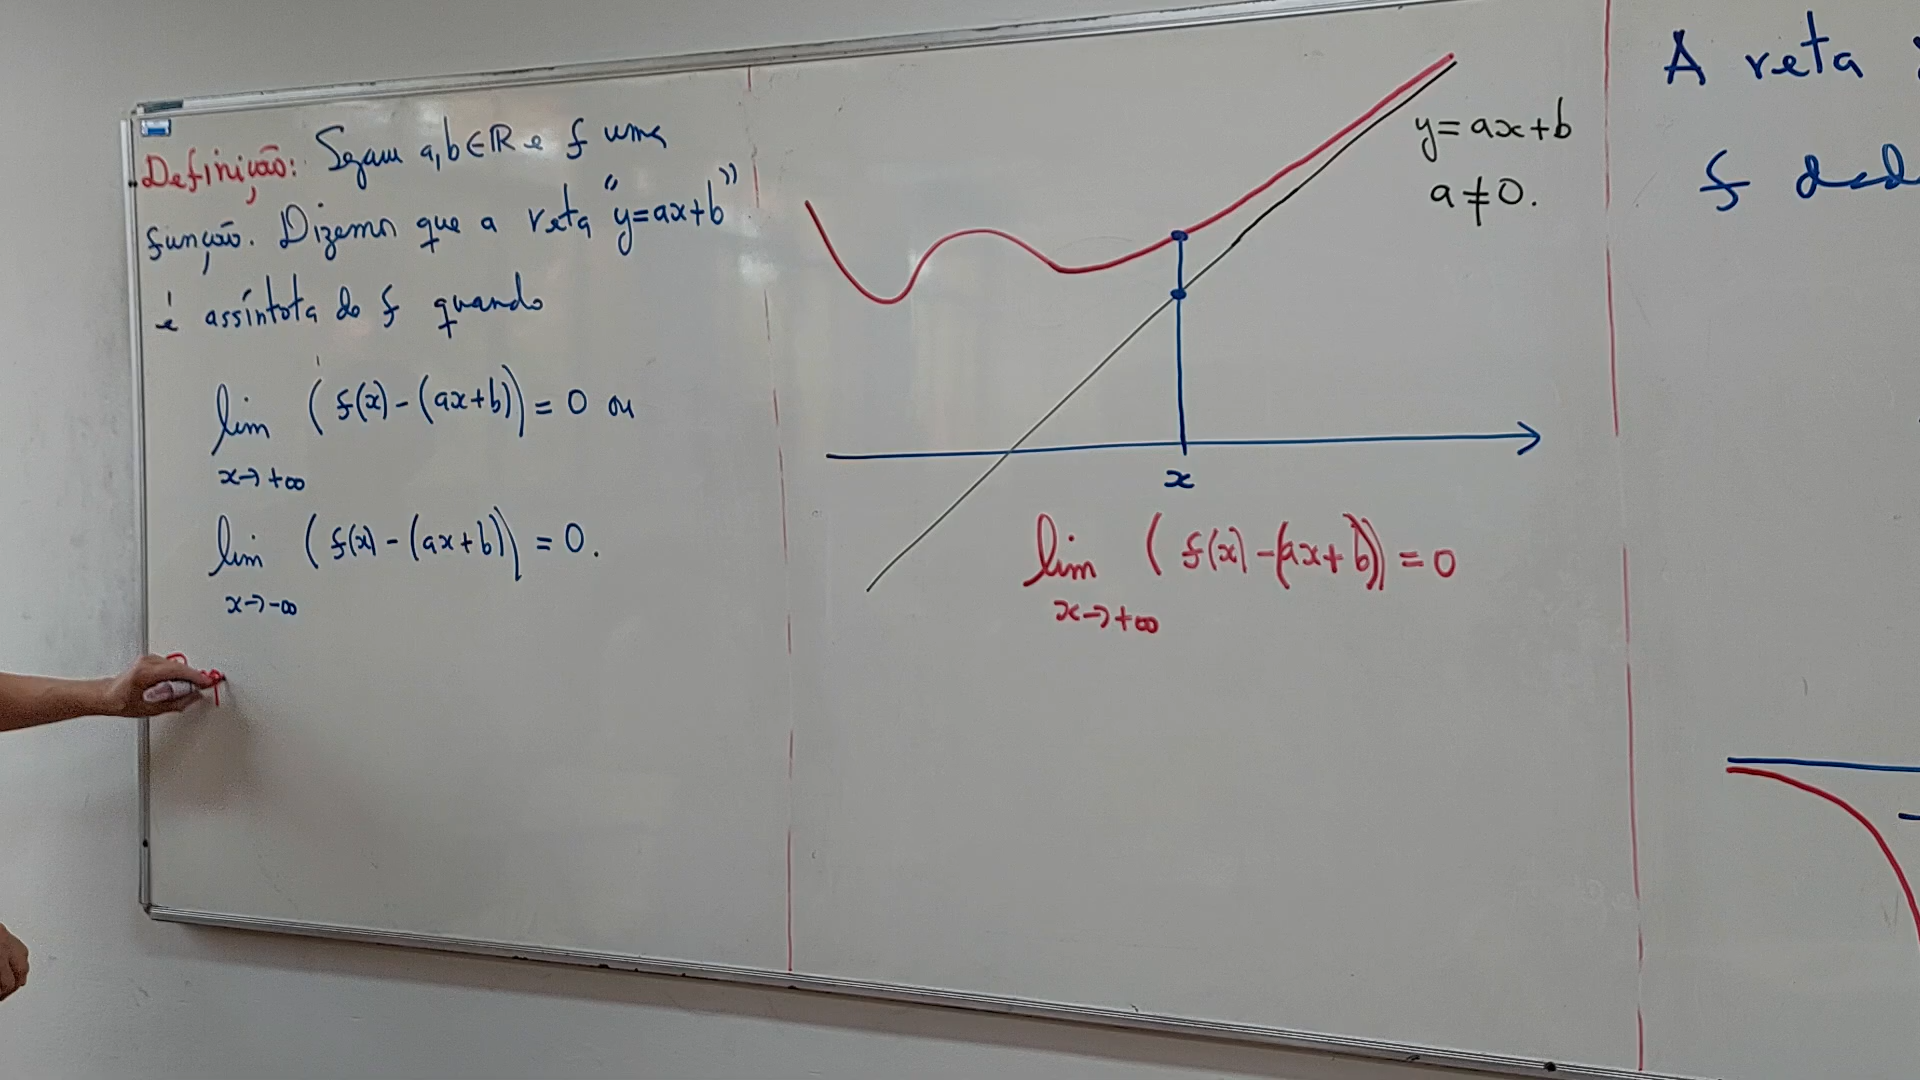 Definição: Sejam a,b∈ℝ e f uma
função. Dizemos que a reta “y=ax+b”
é assíntota de f quando
lim (f(x)-(ax+b))=0 ou
x→+∞
lim (f(x)-(ax+b))=0.
x→-∞
y=ax+b
a≠0.
x
lim (f(x)-(ax+b))=0
x→+∞
A reta
f